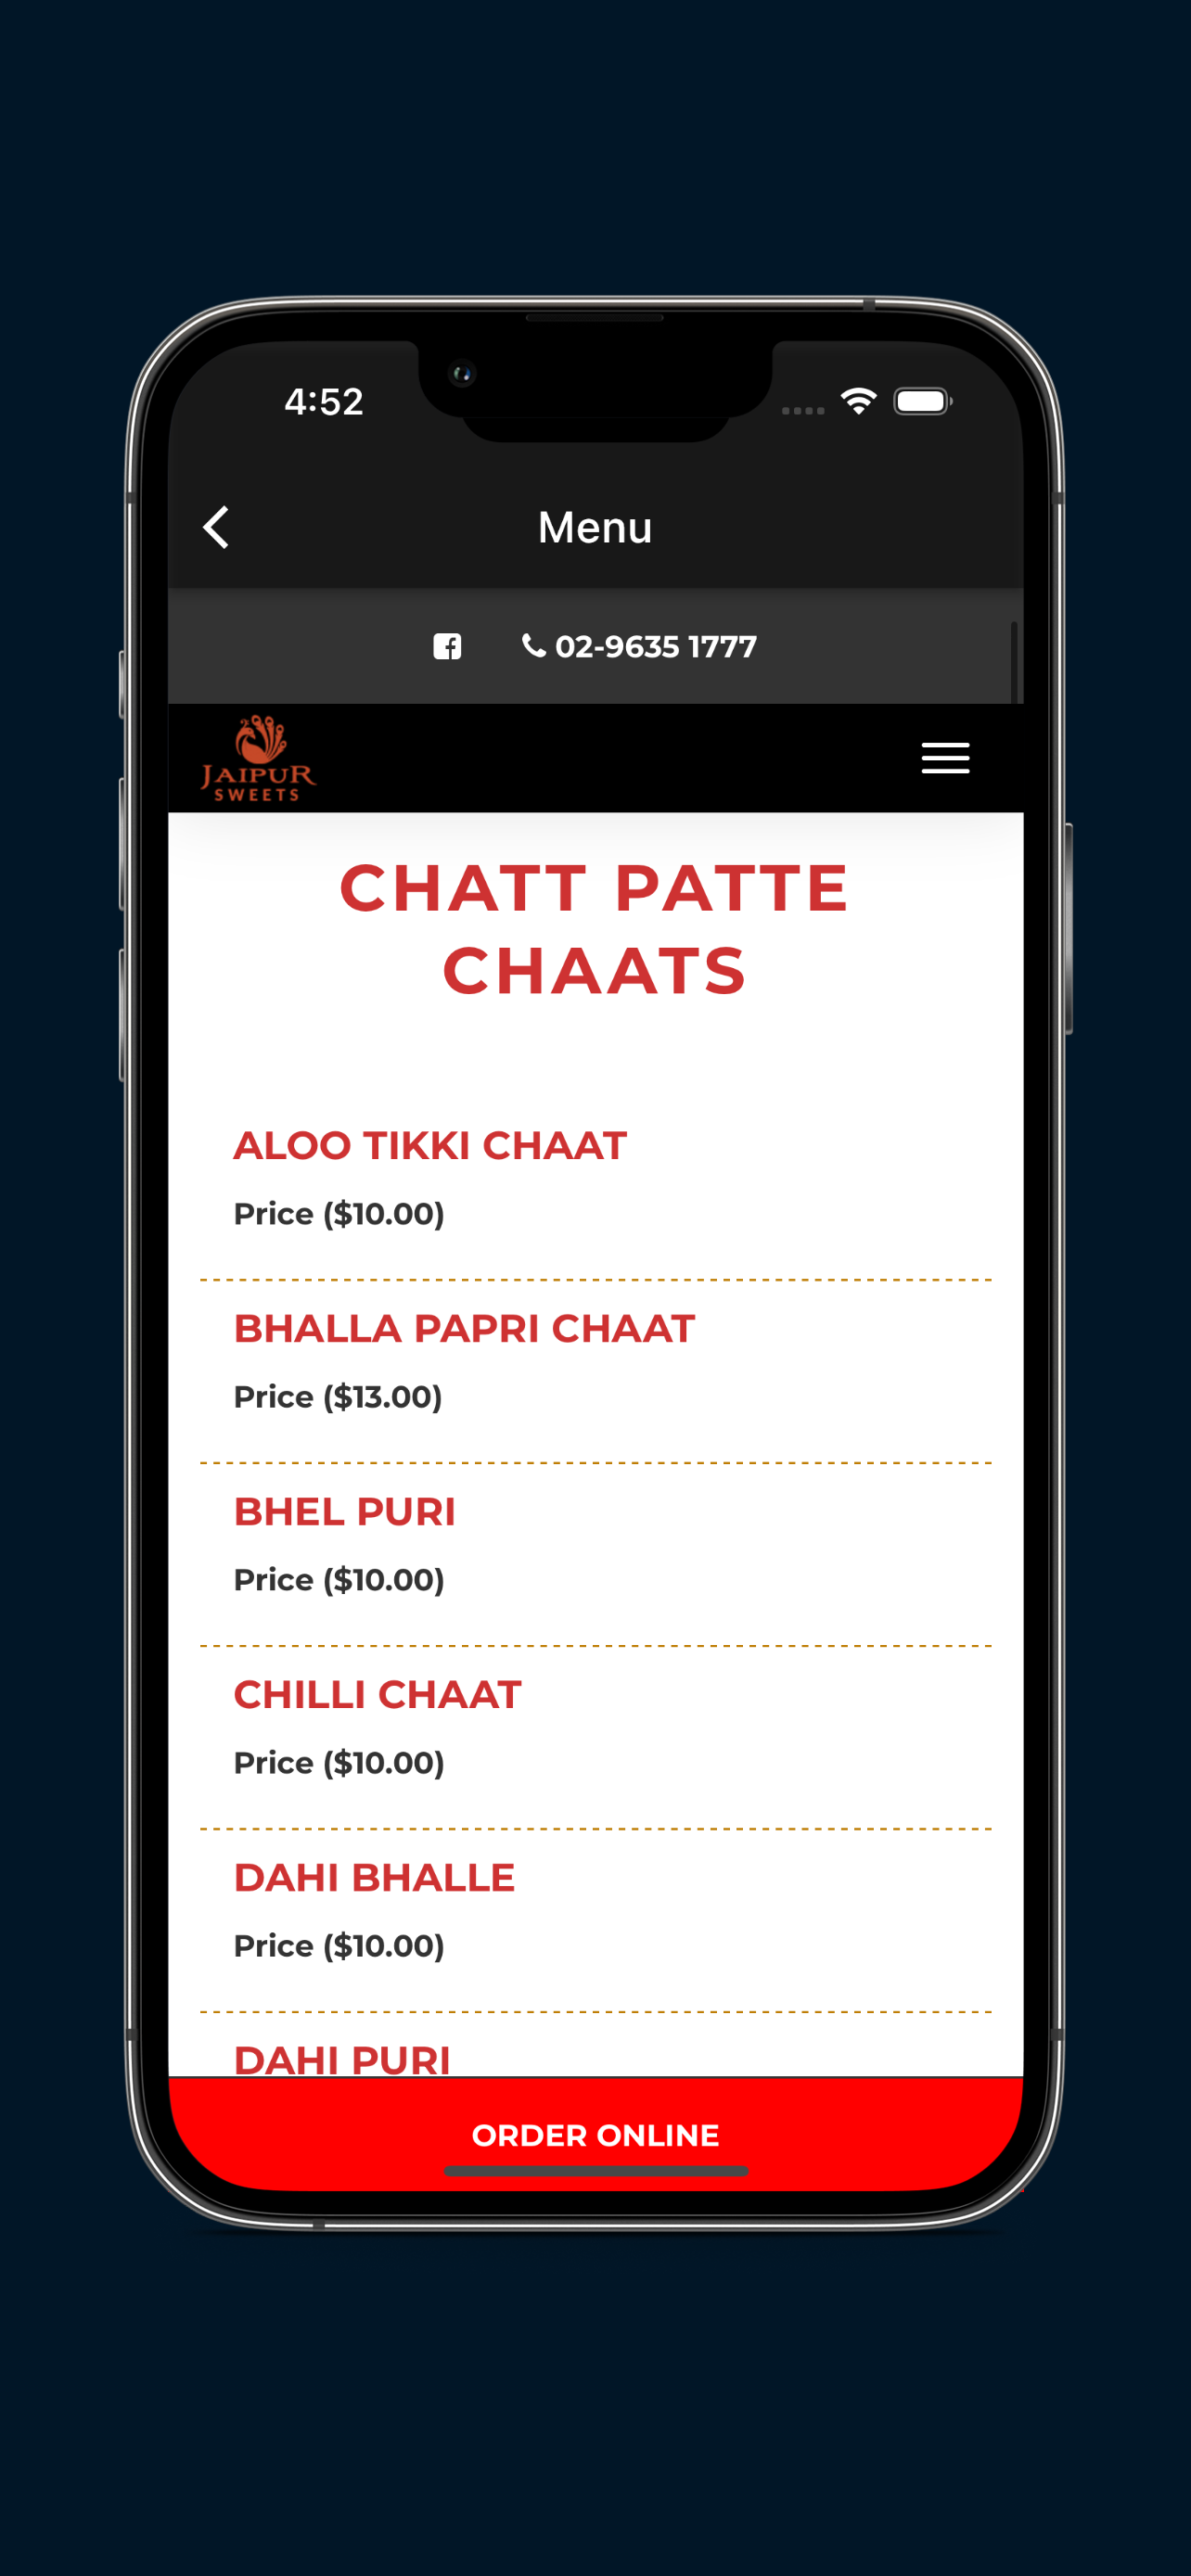 4:52
Menu
02-9635 1777
JAIPUR
SWEETS
CHATT PATTE
CHAATS
ALOO TIKKI CHAAT
Price ($10.00)
BHALLA PAPRI CHAAT
Price ($13.00)
BHEL PURI
Price ($10.00)
CHILLI CHAAT
Price ($10.00)
DAHI BHALLE
Price ($10.00)
DAHI PURI
ORDER ONLINE